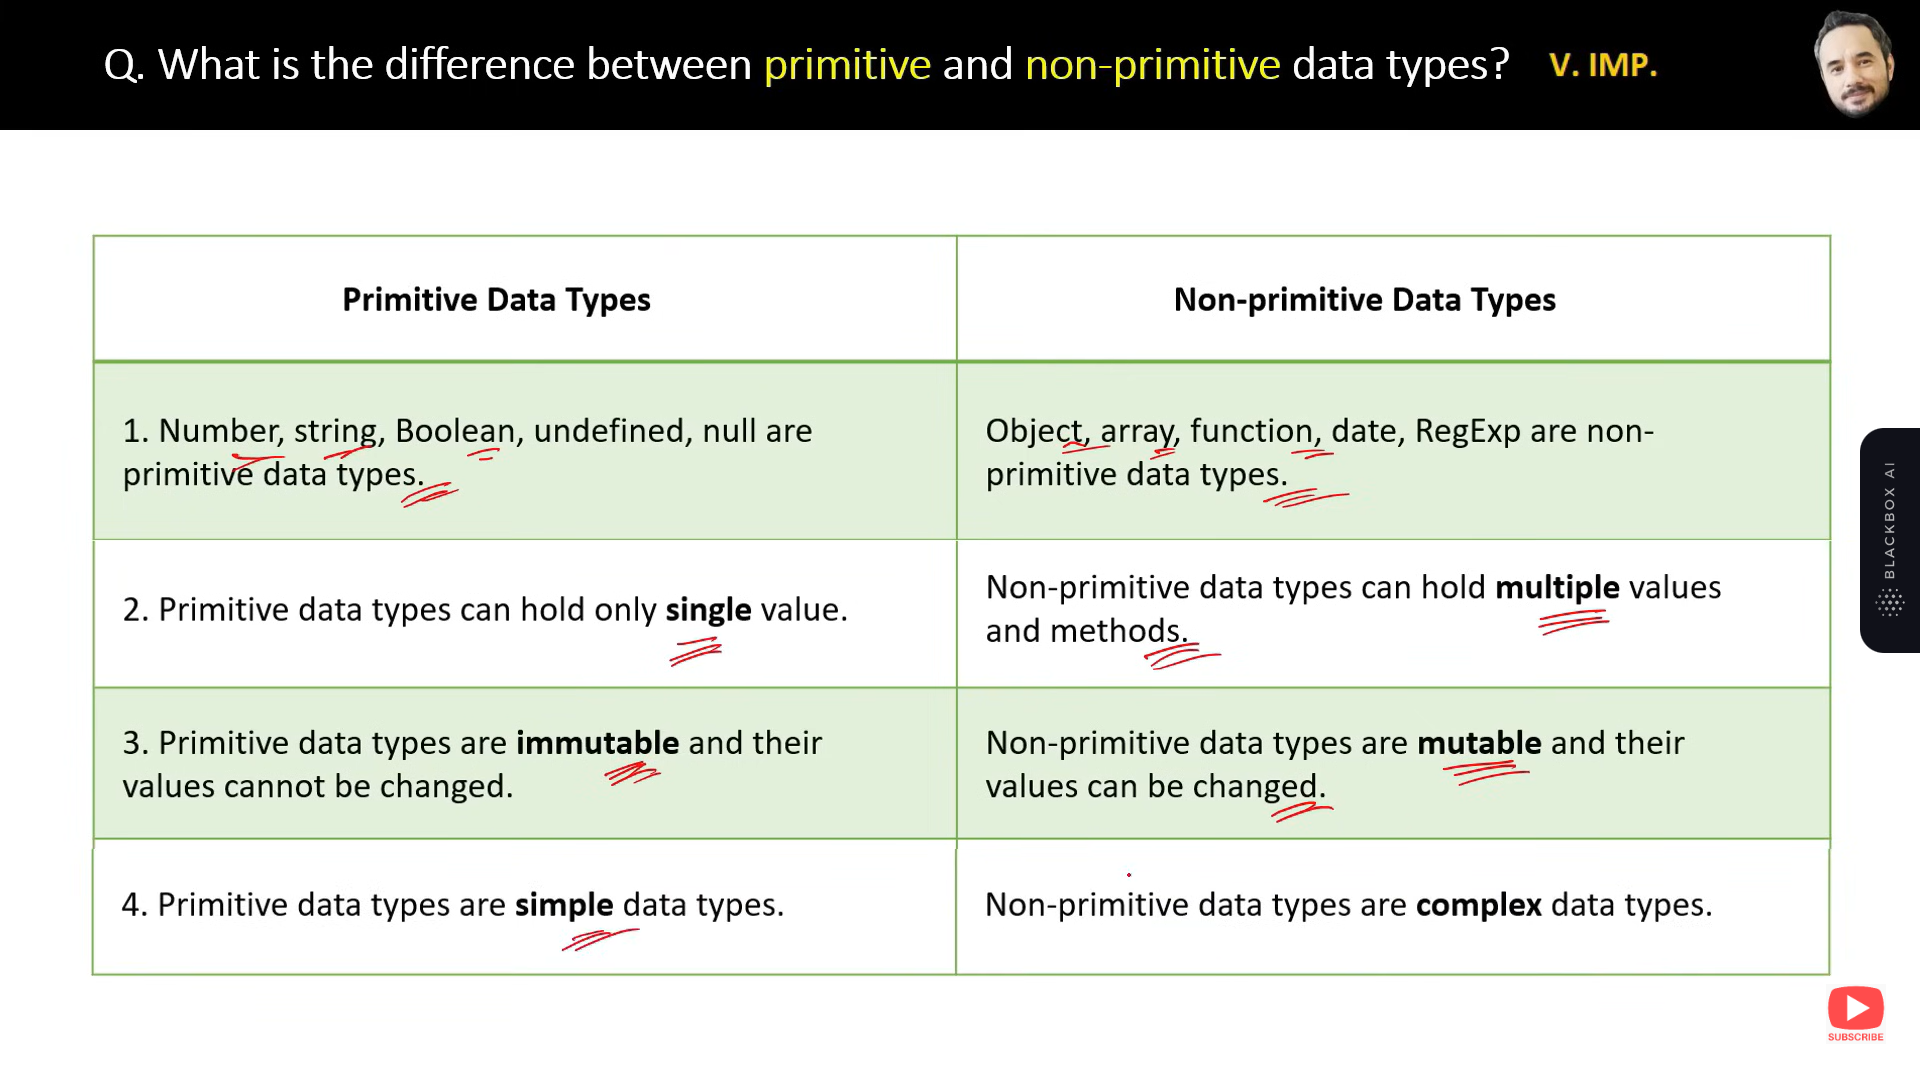 Q. What is the difference between primitive and non-primitive data types? V. IMP.
Primitive Data Types
Non-primitive Data Types
1. Number, string, Boolean, undefined, null are
primitive data types.
Object, array, function, date, RegExp are non-
primitive data types.
2. Primitive data types can hold only single value.
Non-primitive data types can hold multiple values
and methods.
3. Primitive data types are immutable and their
values cannot be changed.
Non-primitive data types are mutable and their
values can be changed.
4. Primitive data types are simple data types.
Non-primitive data types are complex data types.
BLACKBOX AI
SUBSCRIBE